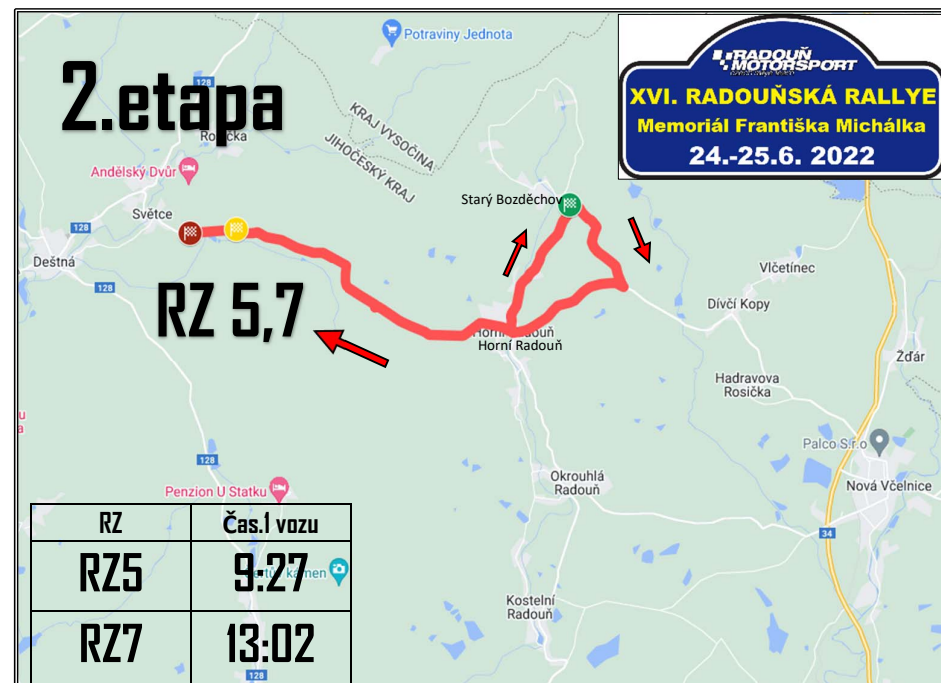 Potraviny Jednota
RADOUŇ
MOTORSPORT
XVI. RADOUŇSKÁ RALLYE
Memoriál Františka Michálka
24.-25.6. 2022
2.etapa
128
KRAJ VYSOČINA
JIHOČESKÝ KRAJ
Andělský Dvůr
Starý Bozděchov
Světce
128
Deštná
128
Vlčetínec
RZ 5,7
Dívčí Kopy
Horní Radouň
Horní Radouň
Žďár
Hadravova
Rosička
Palco S.r.o
128
Okrouhlá
Radouň
Penzion U Statku
Nová Včelnice
RZ
Čas.1 vozu
34
RZ5
9.27
kámen
Kostelní
Radouň
RZ7
13:02
128